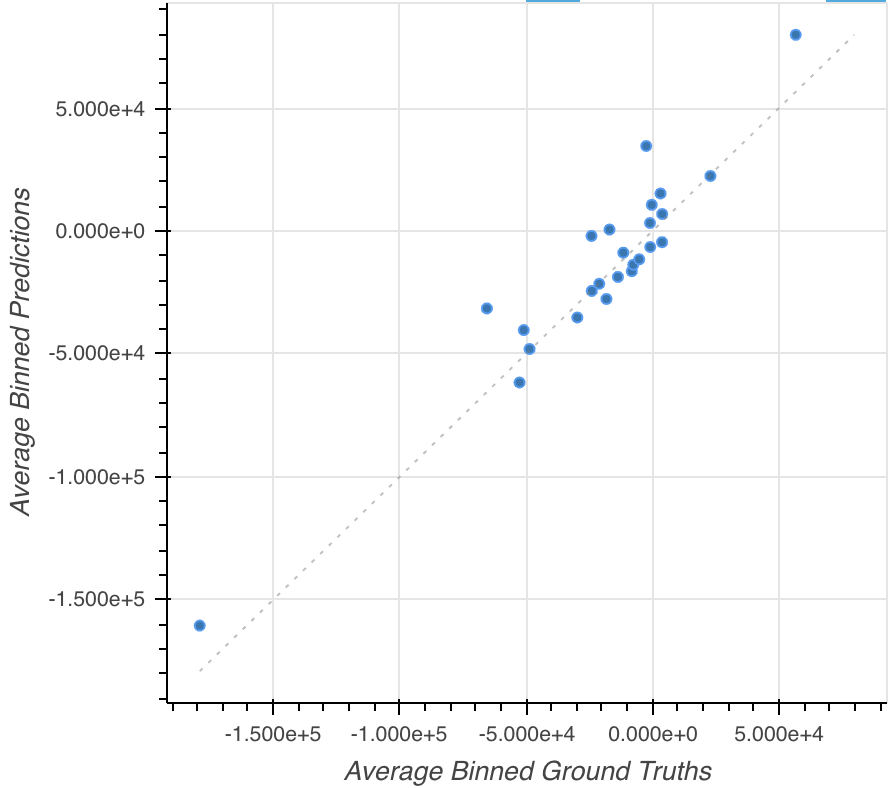 5.000e+4
0.000e+0
-5.000e+4
-1.000e+5
-1.500e+5
Average Binned Predictions
-1.500e+5 -1.000e+5 -5.000e+4 0.000e+0 5.000e+4
Average Binned Ground Truths